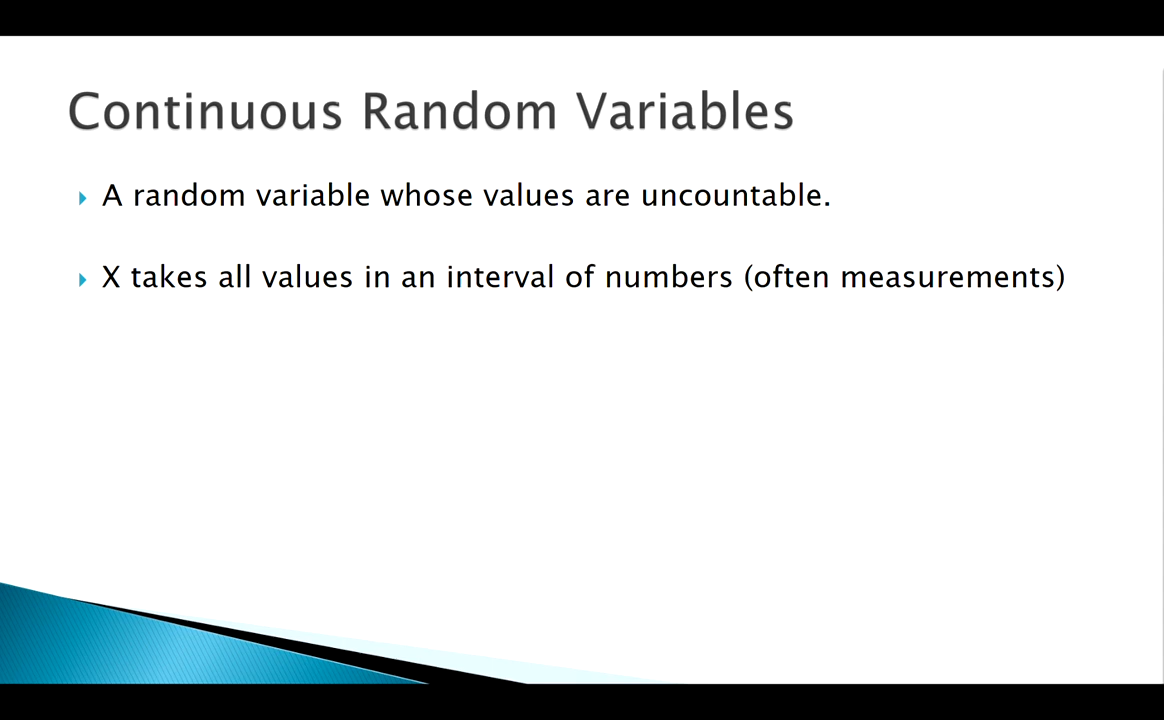 Continuous Random Variables
A random variable whose values are uncountable.
X takes all values in an interval of numbers (often measurements)